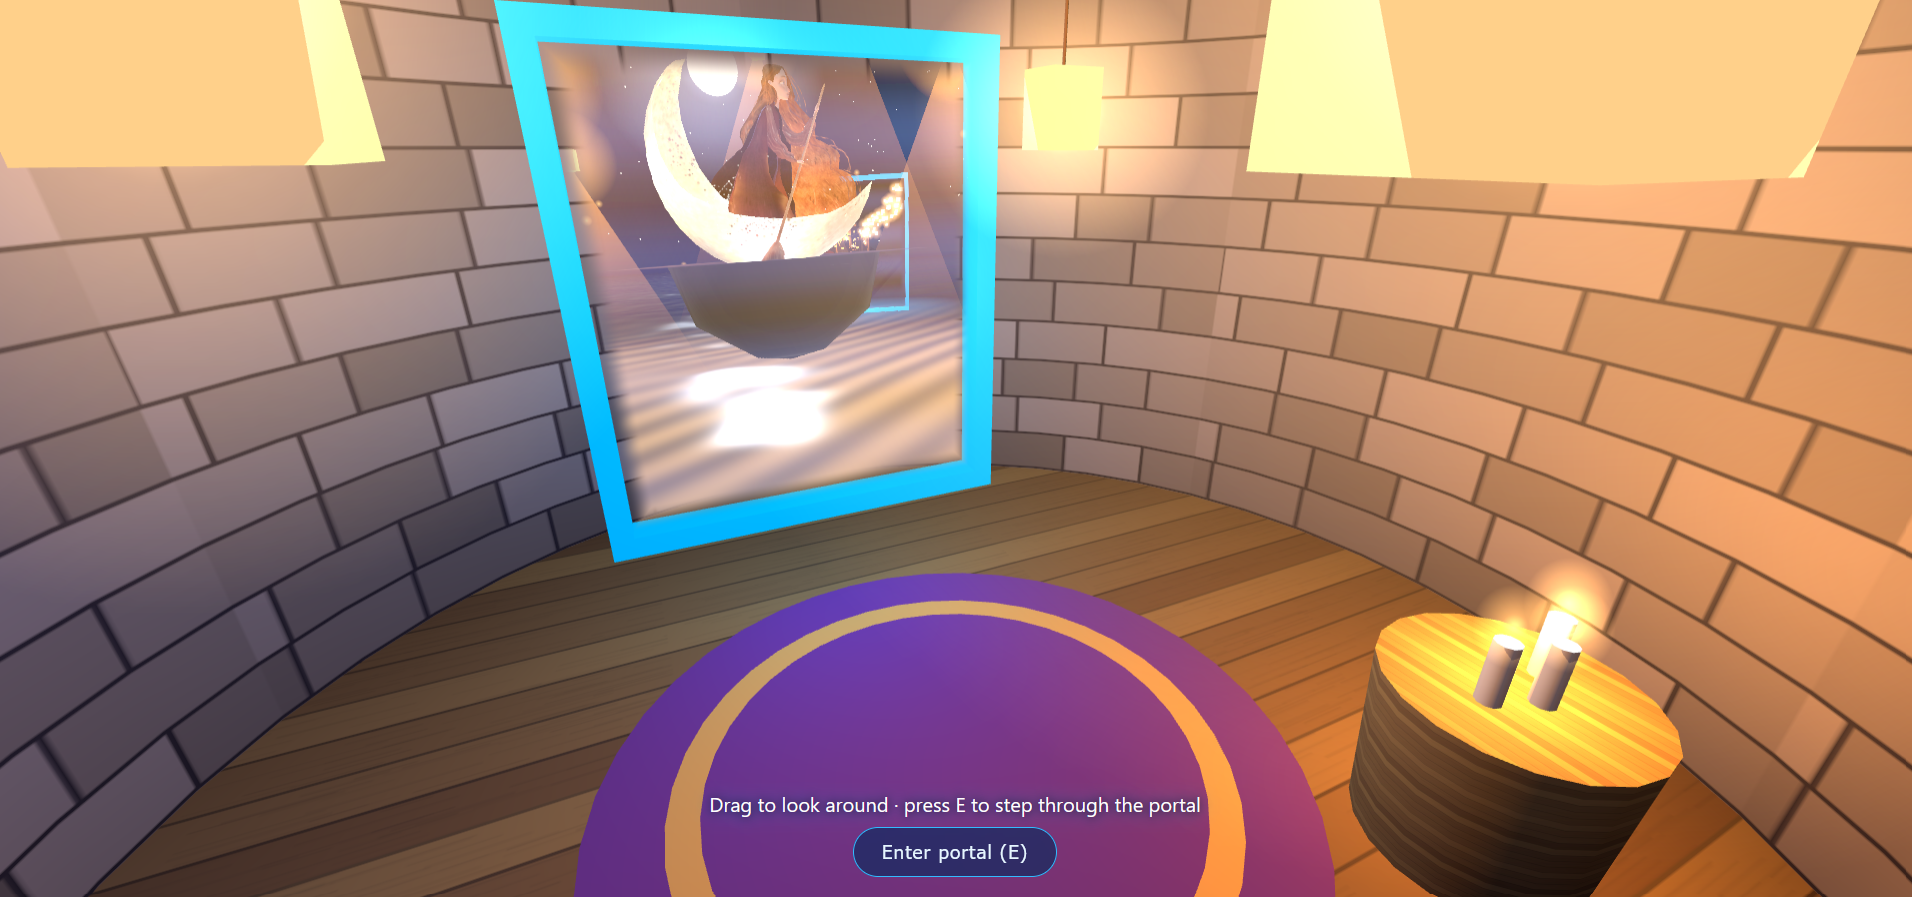 Drag to look around · press E to step through the portal
Enter portal (E)